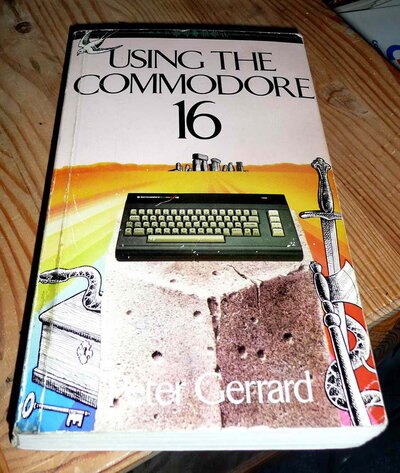 USING THE
COMMODORE
16
Peter Gerrard